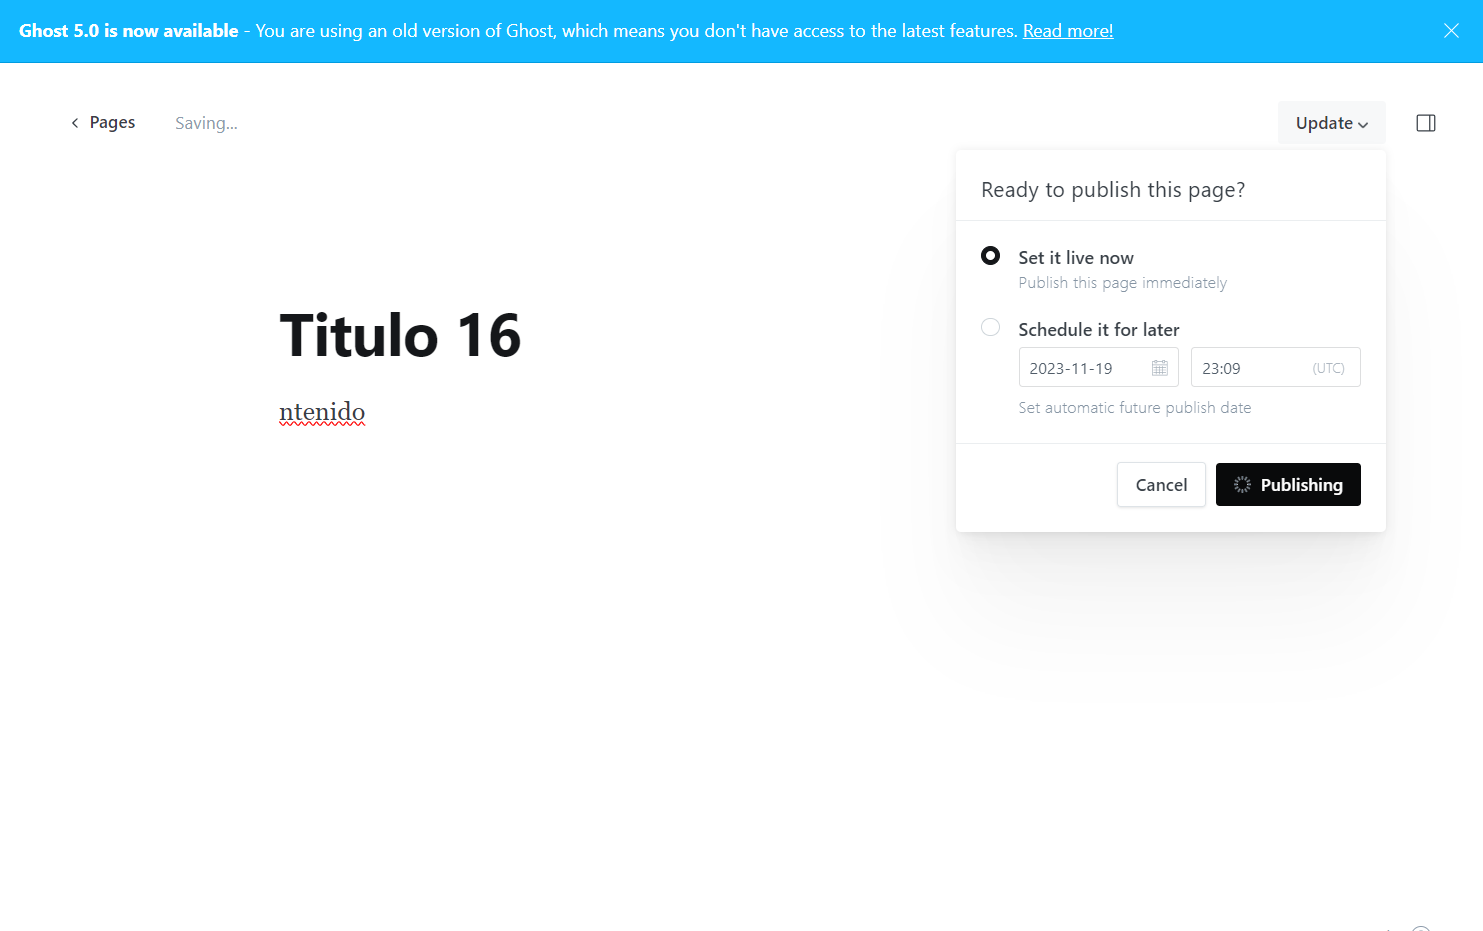 Ghost 5.0 is now available - You are using an old version of Ghost, which means you don't have access to the latest features. Read more!
Pages Saving... Update
Ready to publish this page?
Set it live now
Publish this page immediately
Schedule it for later
2023-11-19 23:09 (UTC)
Set automatic future publish date
Cancel Publishing
Titulo 16
ntenido